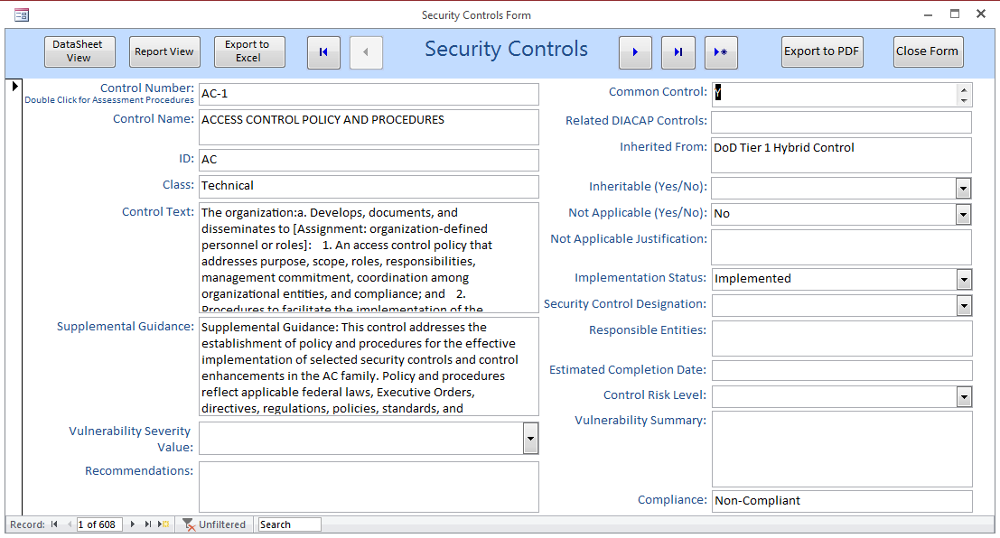 Security Controls Form
DataSheet
View
Report View
Export to
Excel
Security Controls
Export to PDF
Close Form
Control Number:
Double Click for Assessment Procedures
AC-1
Control Name:
ACCESS CONTROL POLICY AND PROCEDURES
ID:
AC
Class:
Technical
Control Text:
The organization:a. Develops, documents, and
disseminates to [Assignment: organization-defined
personnel or roles]:   1. An access control policy that
addresses purpose, scope, roles, responsibilities,
management commitment, coordination among
organizational entities, and compliance; and   2.
Procedures to facilitate the implementation of the
Supplemental Guidance:
Supplemental Guidance: This control addresses the
establishment of policy and procedures for the effective
implementation of selected security controls and control
enhancements in the AC family. Policy and procedures
reflect applicable federal laws, Executive Orders,
directives, regulations, policies, standards, and
Vulnerability Severity
Value:
Recommendations:
Common Control:
Y
Related DIACAP Controls:
Inherited From:
DoD Tier 1 Hybrid Control
Inheritable (Yes/No):
Not Applicable (Yes/No):
No
Not Applicable Justification:
Implementation Status:
Implemented
Security Control Designation:
Responsible Entities:
Estimated Completion Date:
Control Risk Level:
Vulnerability Summary:
Compliance:
Non-Compliant
Record:
1 of 608
Unfiltered
Search